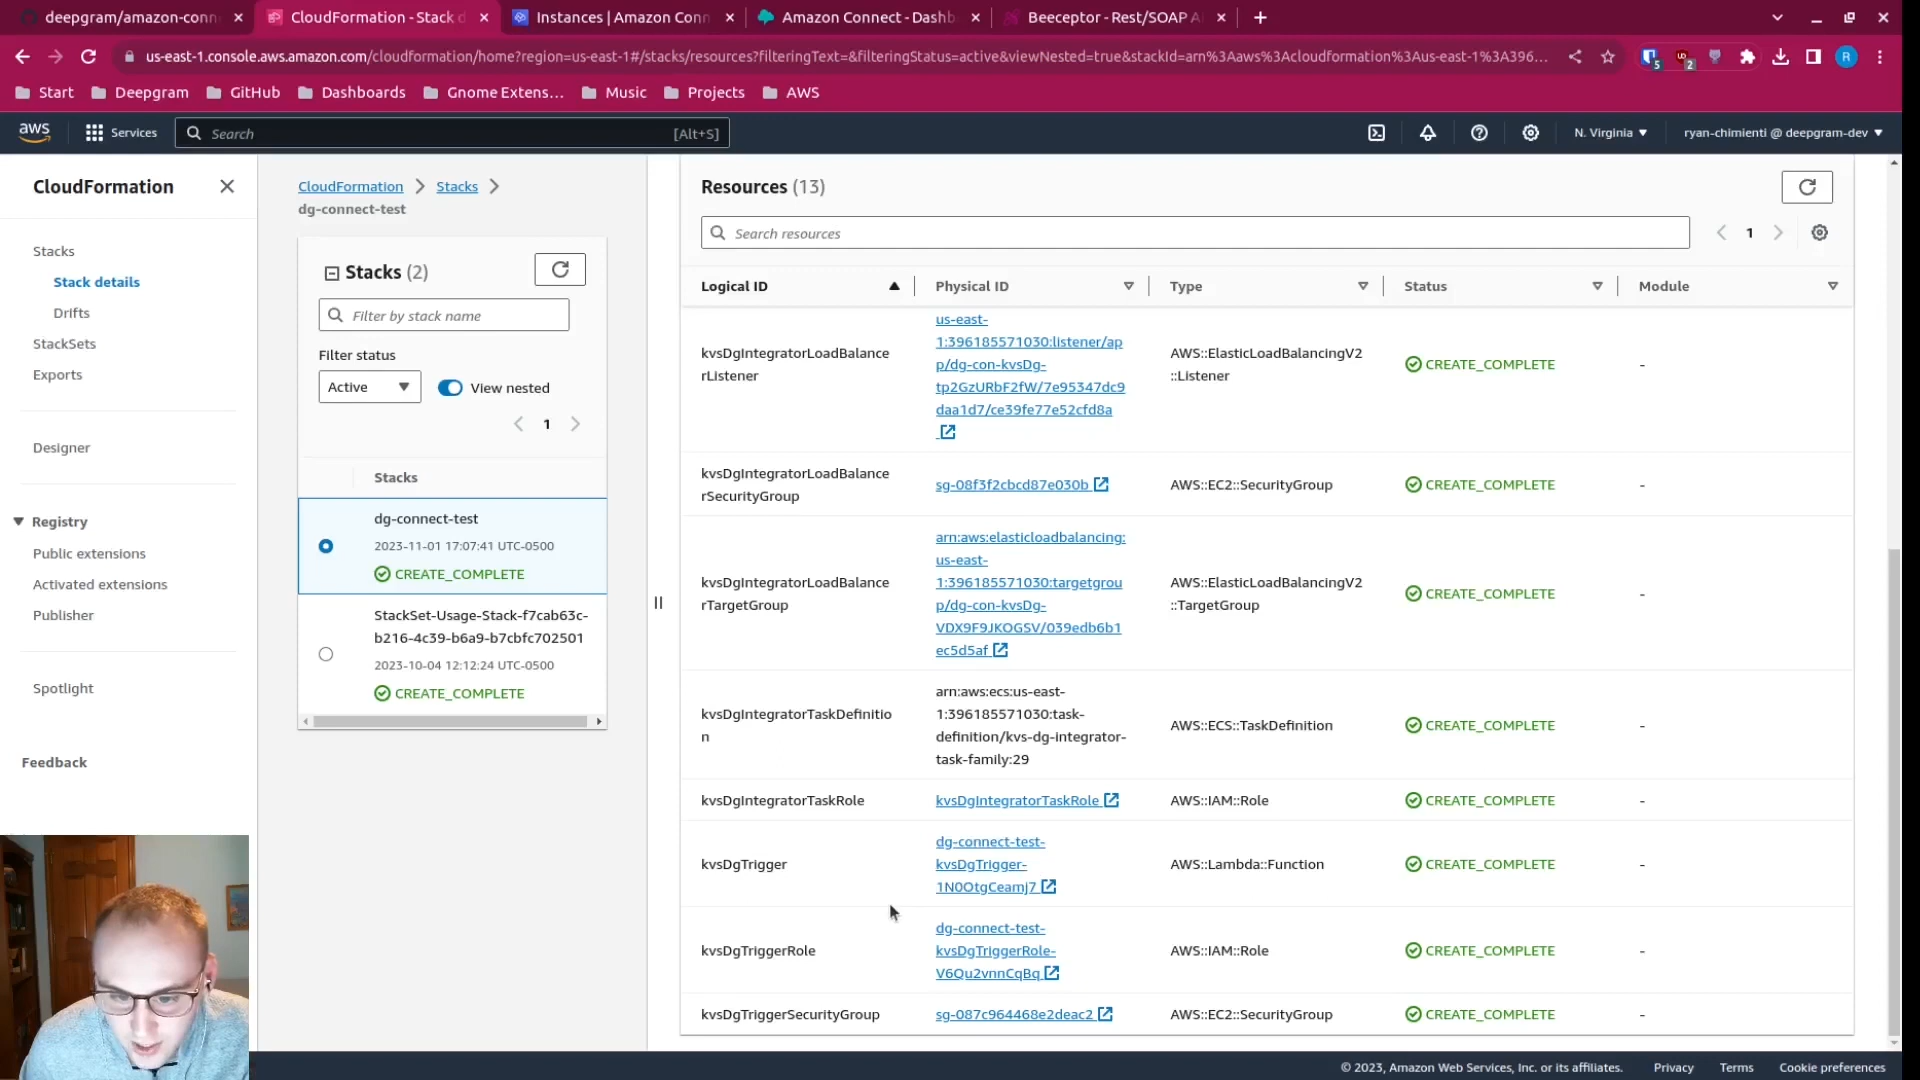 deepgram/amazon-conn
CloudFormation - Stack d
Instances | Amazon Conn
Amazon Connect - Dashb
Beeceptor - Rest/SOAP A
us-east-1.console.aws.amazon.com/cloudformation/home?region=us-east-1#/stacks/resources?filteringText=&filteringStatus=active&viewNested=true&stackId=arn%3Aaws%3Acloudformation%3Aus-east-1%3A396...
5
2
R
Start
Deepgram
GitHub
Dashboards
Gnome Extens...
Music
Projects
AWS
aws
Services
Search
[Alt+S]
N. Virginia
ryan-chimienti @ deepgram-dev
CloudFormation
Stacks
Stack details
Drifts
StackSets
Exports
Designer
Registry
Public extensions
Activated extensions
Publisher
Spotlight
Feedback
CloudFormation
Stacks
dg-connect-test
Stacks (2)
Filter by stack name
Filter status
Active
View nested
1
Stacks
dg-connect-test
2023-11-01 17:07:41 UTC-0500
CREATE_COMPLETE
StackSet-Usage-Stack-f7cab63c-
b216-4c39-b6a9-b7cbfc702501
2023-10-04 12:12:24 UTC-0500
CREATE_COMPLETE
Resources (13)
Search resources
1
Logical ID
Physical ID
Type
Status
Module
kvsDgIntegratorLoadBalance
rListener
us-east-
1:396185571030:listener/ap
p/dg-con-kvsDg-
tp2GzURbF2fW/7e95347dc9
daa1d7/ce39fe77e52cfd8a
AWS::ElasticLoadBalancingV2
::Listener
CREATE_COMPLETE
-
kvsDgIntegratorLoadBalance
rSecurityGroup
sg-08f3f2cbcd87e030b
AWS::EC2::SecurityGroup
CREATE_COMPLETE
-
kvsDgIntegratorLoadBalance
rTargetGroup
arn:aws:elasticloadbalancing:
us-east-
1:396185571030:targetgrou
p/dg-con-kvsDg-
VDX9F9JKOGSV/039edb6b1
ec5d5af
AWS::ElasticLoadBalancingV2
::TargetGroup
CREATE_COMPLETE
-
kvsDgIntegratorTaskDefinitio
n
arn:aws:ecs:us-east-
1:396185571030:task-
definition/kvs-dg-integrator-
task-family:29
AWS::ECS::TaskDefinition
CREATE_COMPLETE
-
kvsDgIntegratorTaskRole
kvsDgIntegratorTaskRole
AWS::IAM::Role
CREATE_COMPLETE
-
kvsDgTrigger
dg-connect-test-
kvsDgTrigger-
1N0OtgCeamj7
AWS::Lambda::Function
CREATE_COMPLETE
-
kvsDgTriggerRole
dg-connect-test-
kvsDgTriggerRole-
V6Qu2vnnCqBq
AWS::IAM::Role
CREATE_COMPLETE
-
kvsDgTriggerSecurityGroup
sg-087c964468e2deac2
AWS::EC2::SecurityGroup
CREATE_COMPLETE
-
© 2023, Amazon Web Services, Inc. or its affiliates.
Privacy
Terms
Cookie preferences